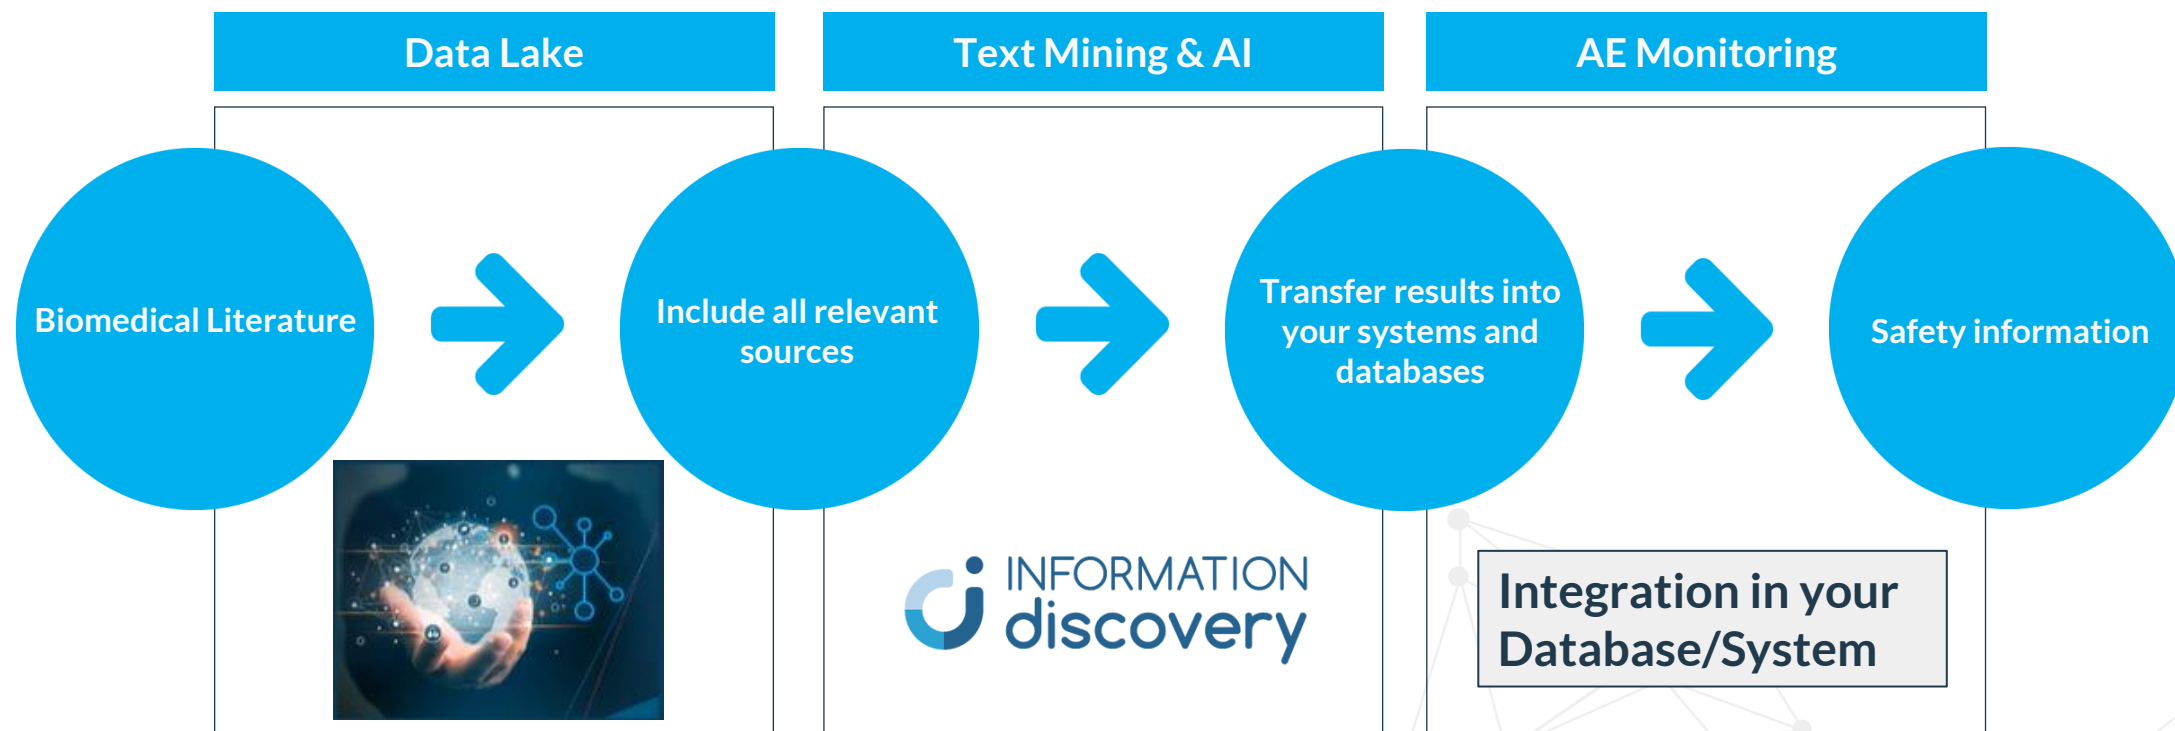 Data Lake
Text Mining & AI
AE Monitoring
Biomedical Literature
Include all relevant
sources
Transfer results into
your systems and
databases
Safety information
INFORMATION
discovery
Integration in your
Database/System